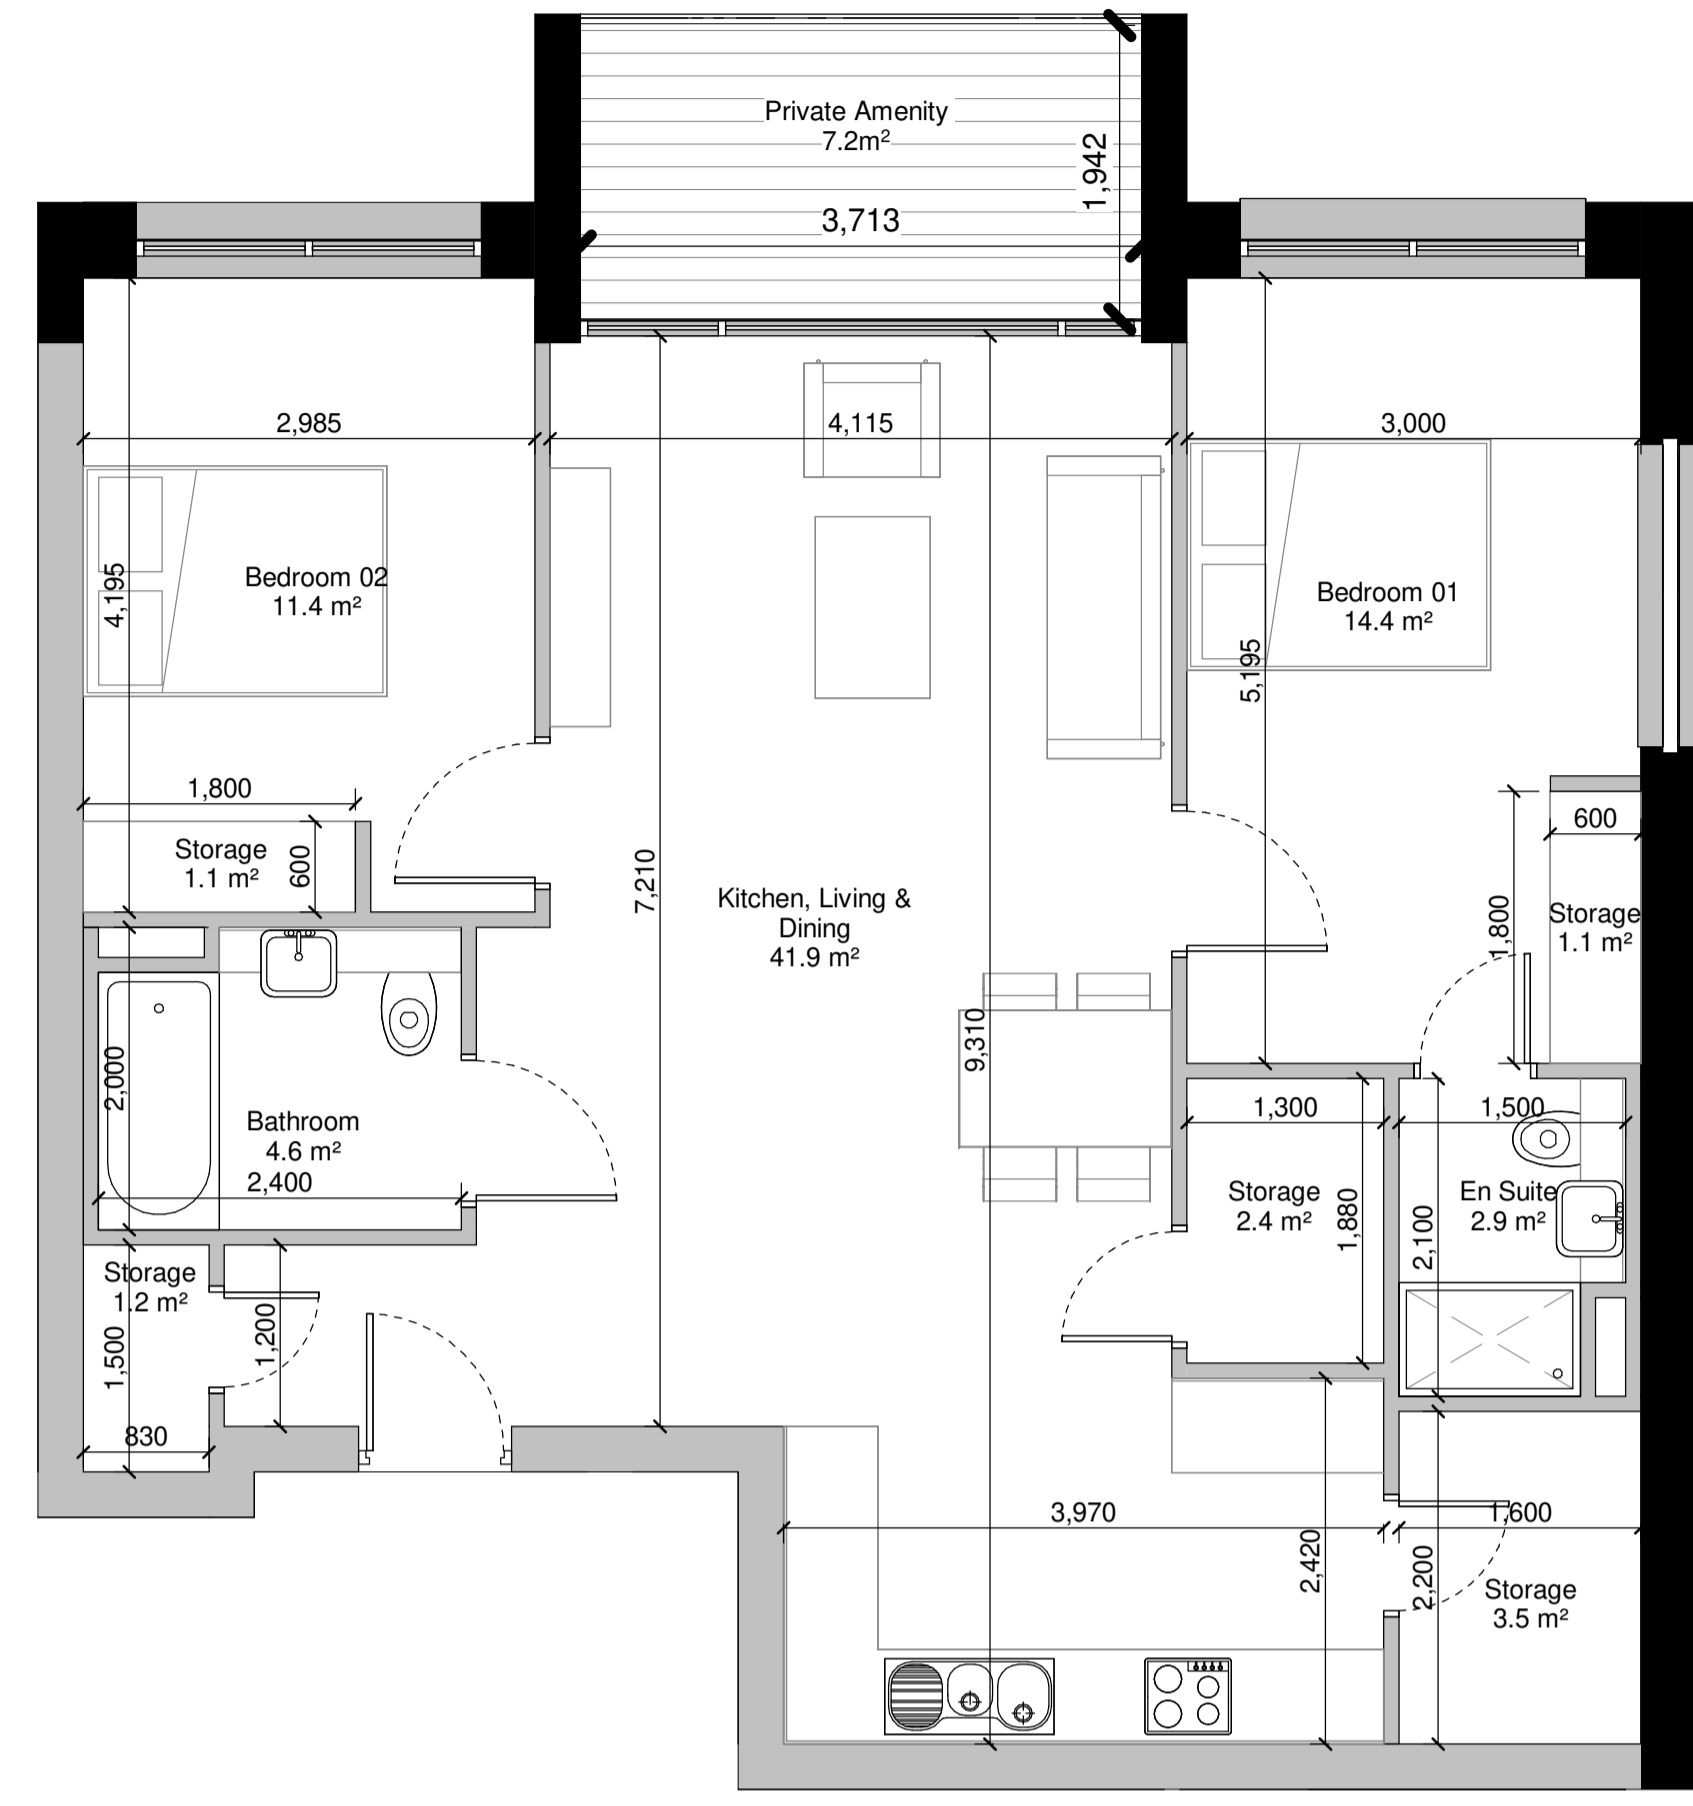 Private Amenity
7.2m²
1,942
3,713
2,985
4,115
3,000
4,195
Bedroom 02
11.4 m²
Bedroom 01
14.4 m²
5,195
1,800
600
Storage
1.1 m²
600
7,210
Kitchen, Living &
Dining
41.9 m²
1,800
Storage
1.1 m²
9,310
2,000
Bathroom
4.6 m²
2,400
1,300
1,500
Storage
2.4 m²
1,880
En Suite
2.9 m²
2,100
Storage
1.2 m²
1,500
1,200
830
3,970
1,600
2,420
2,200
Storage
3.5 m²